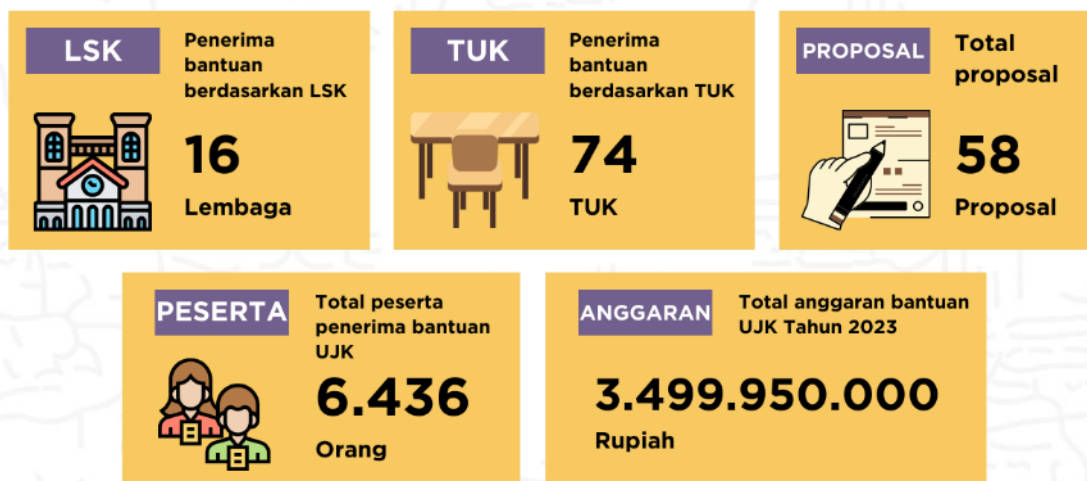 LSK
Penerima
bantuan
berdasarkan LSK
16
Lembaga
TUK
Penerima
bantuan
berdasarkan TUK
74
TUK
PROPOSAL
Total
proposal
58
Proposal
PESERTA
Total peserta
penerima bantuan
UJK
6.436
Orang
ANGGARAN
Total anggaran bantuan
UJK Tahun 2023
3.499.950.000
Rupiah